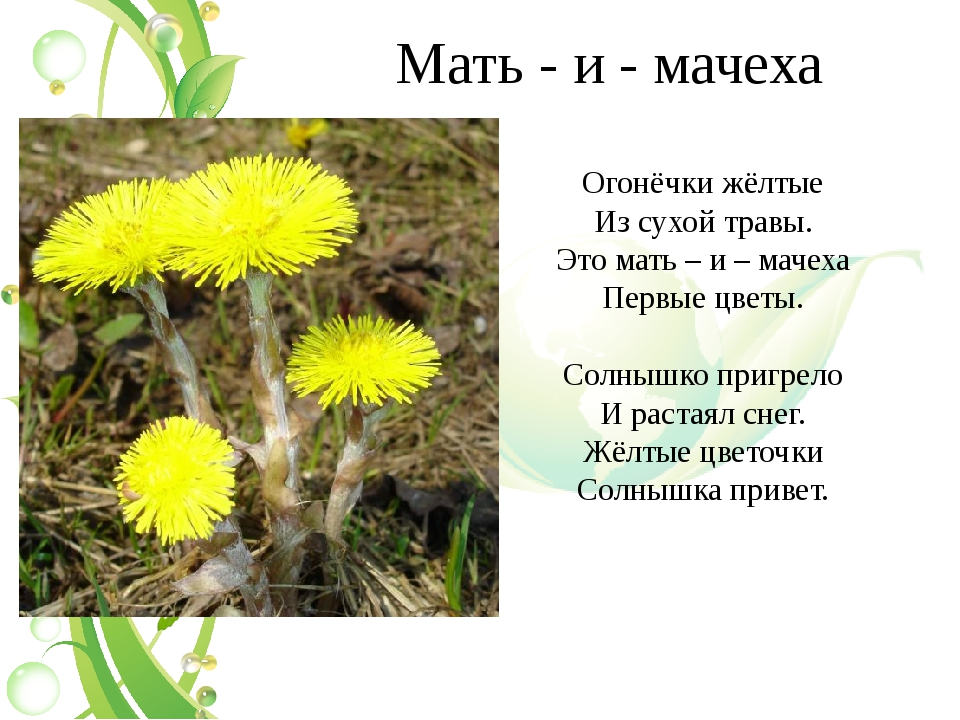 Мать - и - мачеха
Огонёчки жёлтые
Из сухой травы.
Это мать – и – мачеха
Первые цветы.
Солнышко пригрело
И растаял снег.
Жёлтые цветочки
Солнышка привет.